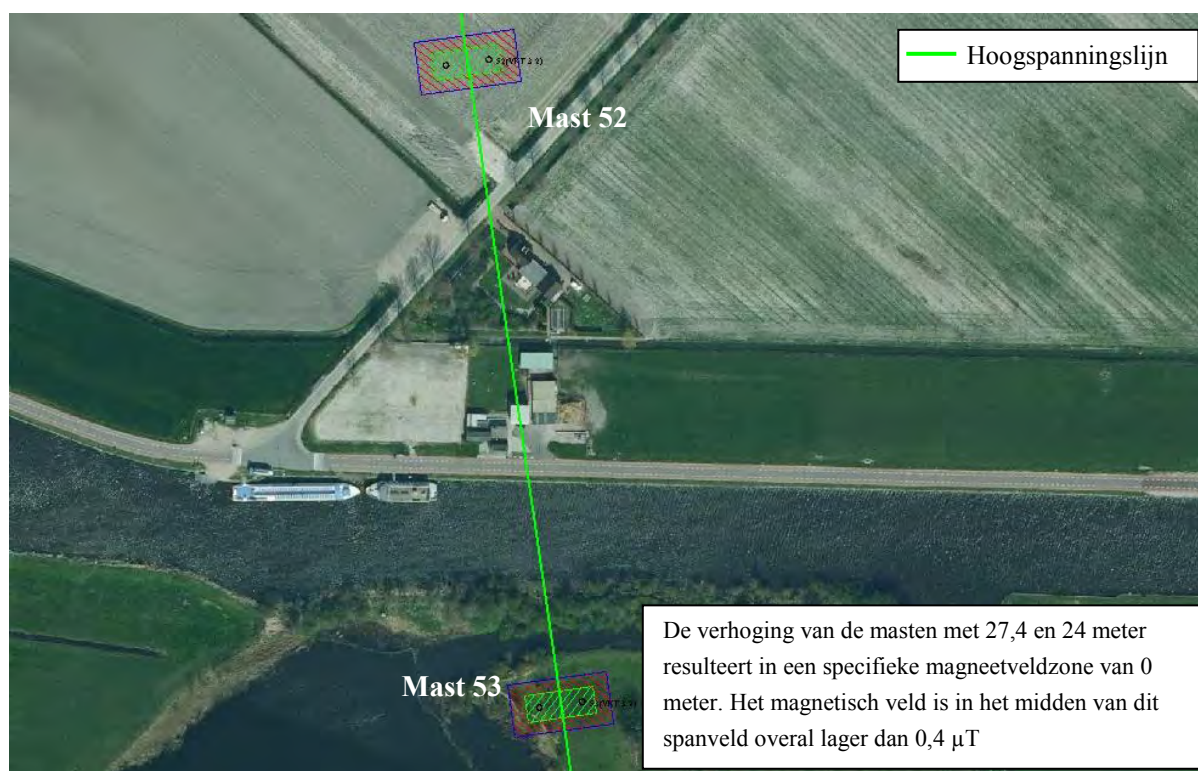 Hoogspanningslijn
Mast 52
Mast 53
De verhoging van de masten met 27,4 en 24 meter
resulteert in een specifieke magneetveldzone van 0
meter. Het magnetisch veld is in het midden van dit
spanveld overal lager dan 0,4 µT